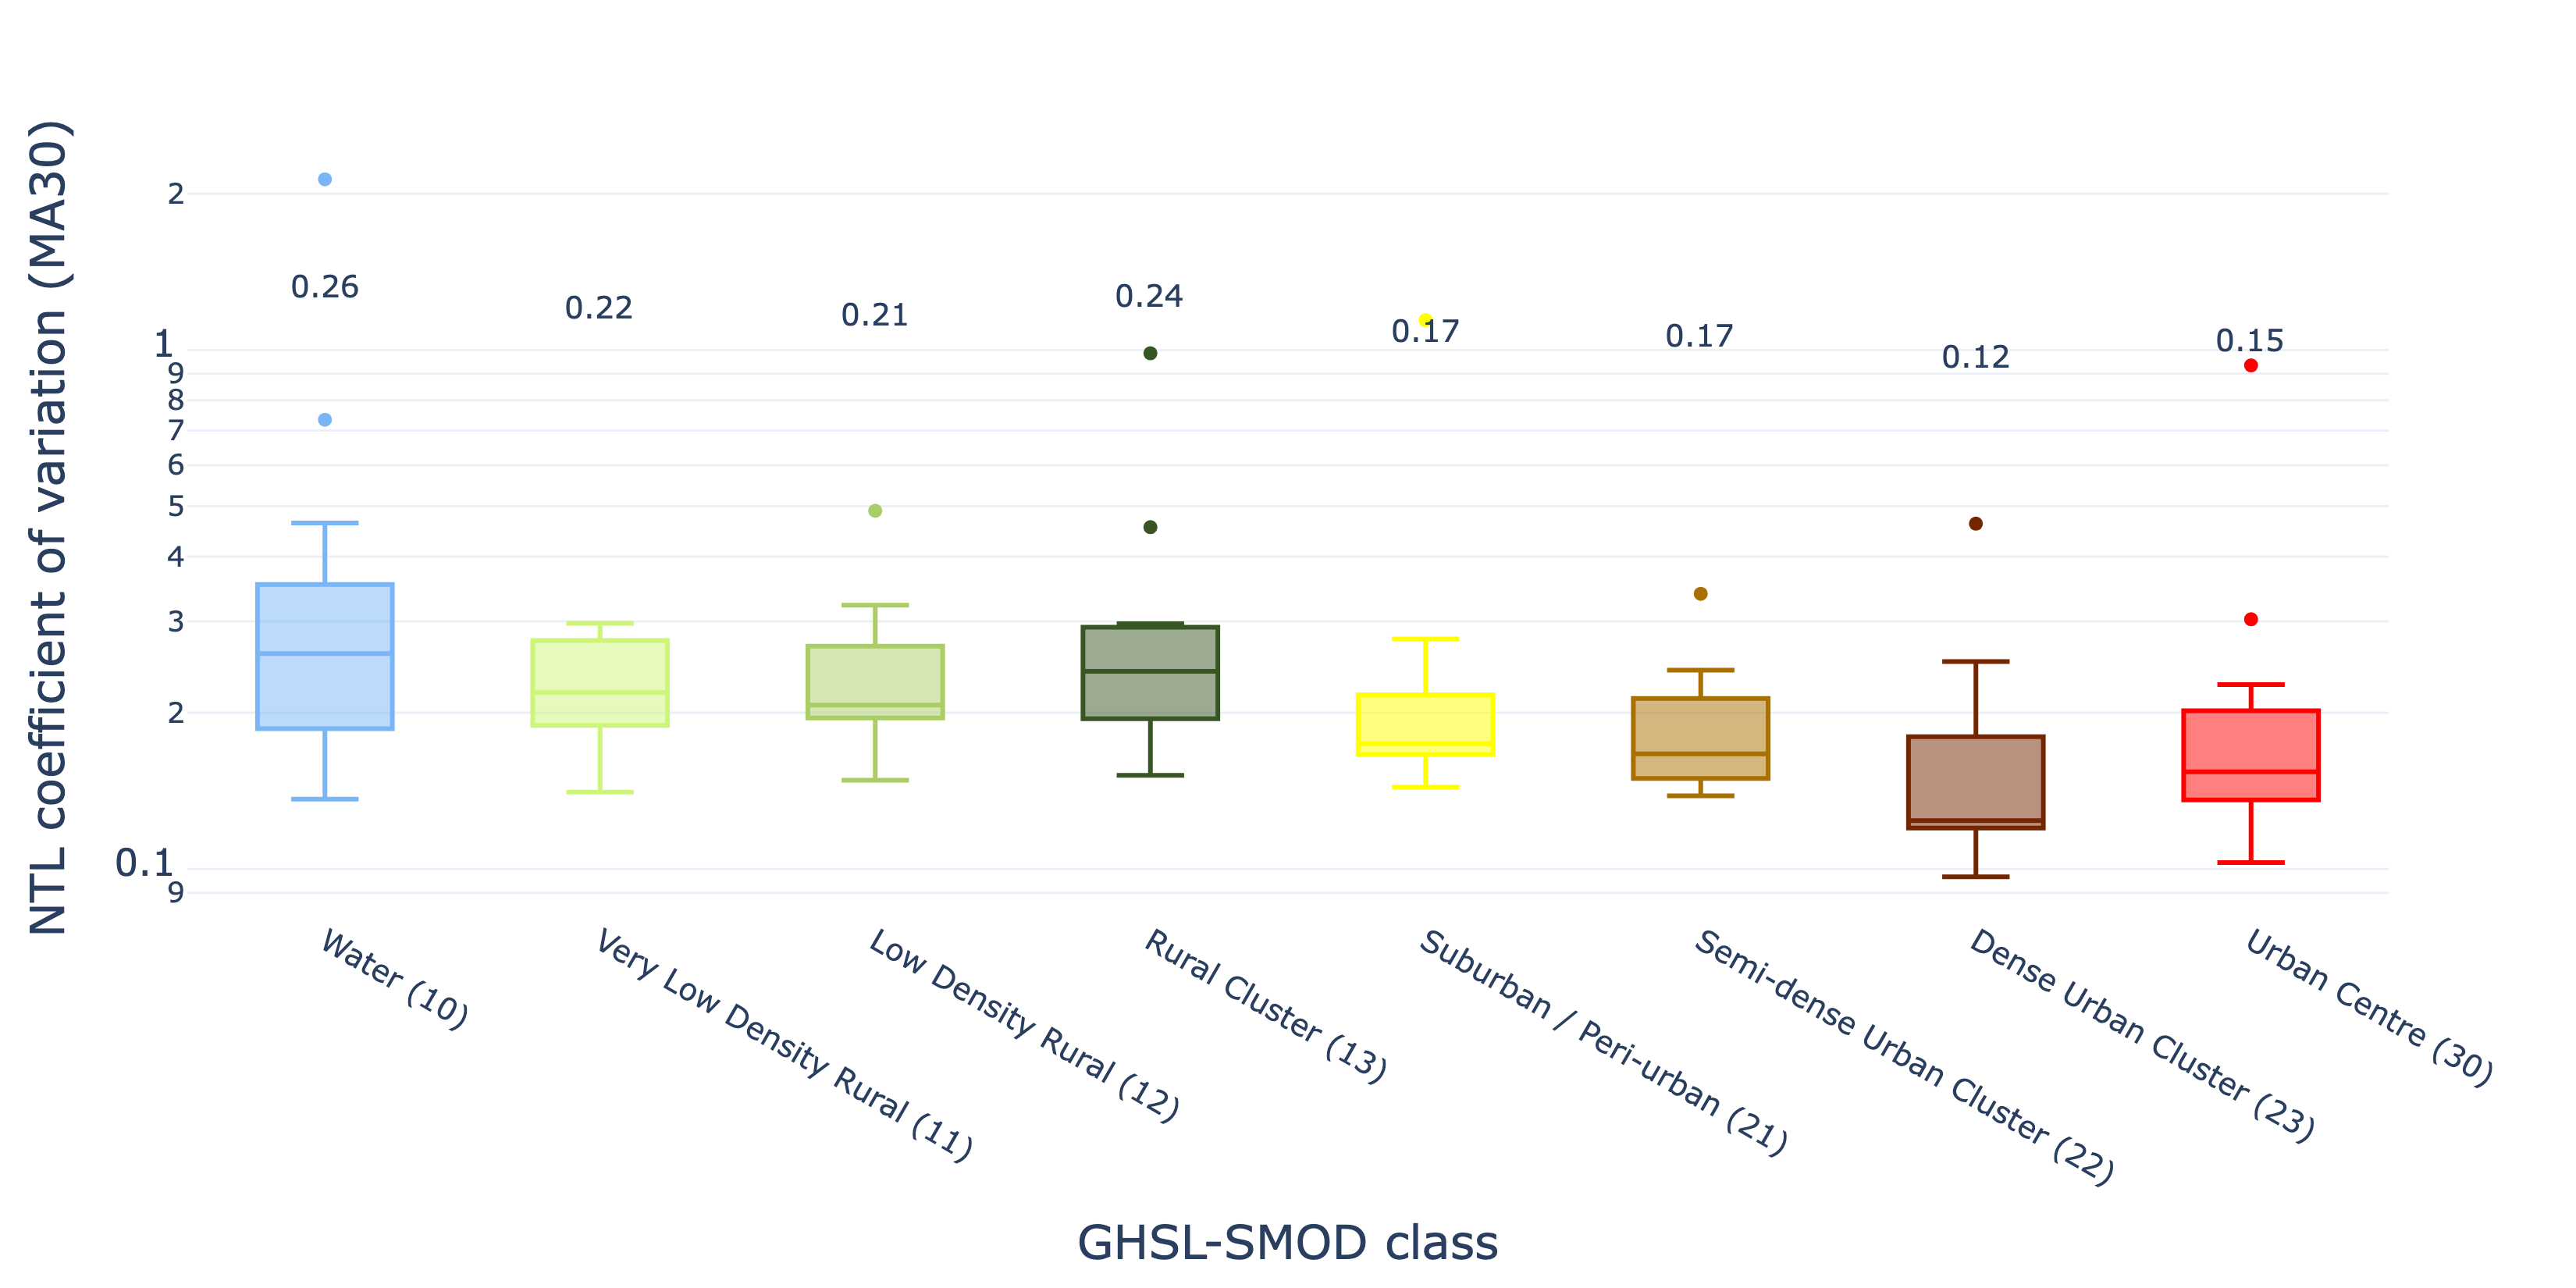 NTL coefficient of variation (MA30)
2
1
9
8
7
6
5
4
3
2
0.1
9
0.26
0.22
0.21
0.24
0.17
0.17
0.12
0.15
Water (10)
Very Low Density Rural (11)
Low Density Rural (12)
Rural Cluster (13)
Suburban / Peri-urban (21)
Semi-dense Urban Cluster (22)
Dense Urban Cluster (23)
Urban Centre (30)
GHSL-SMOD class